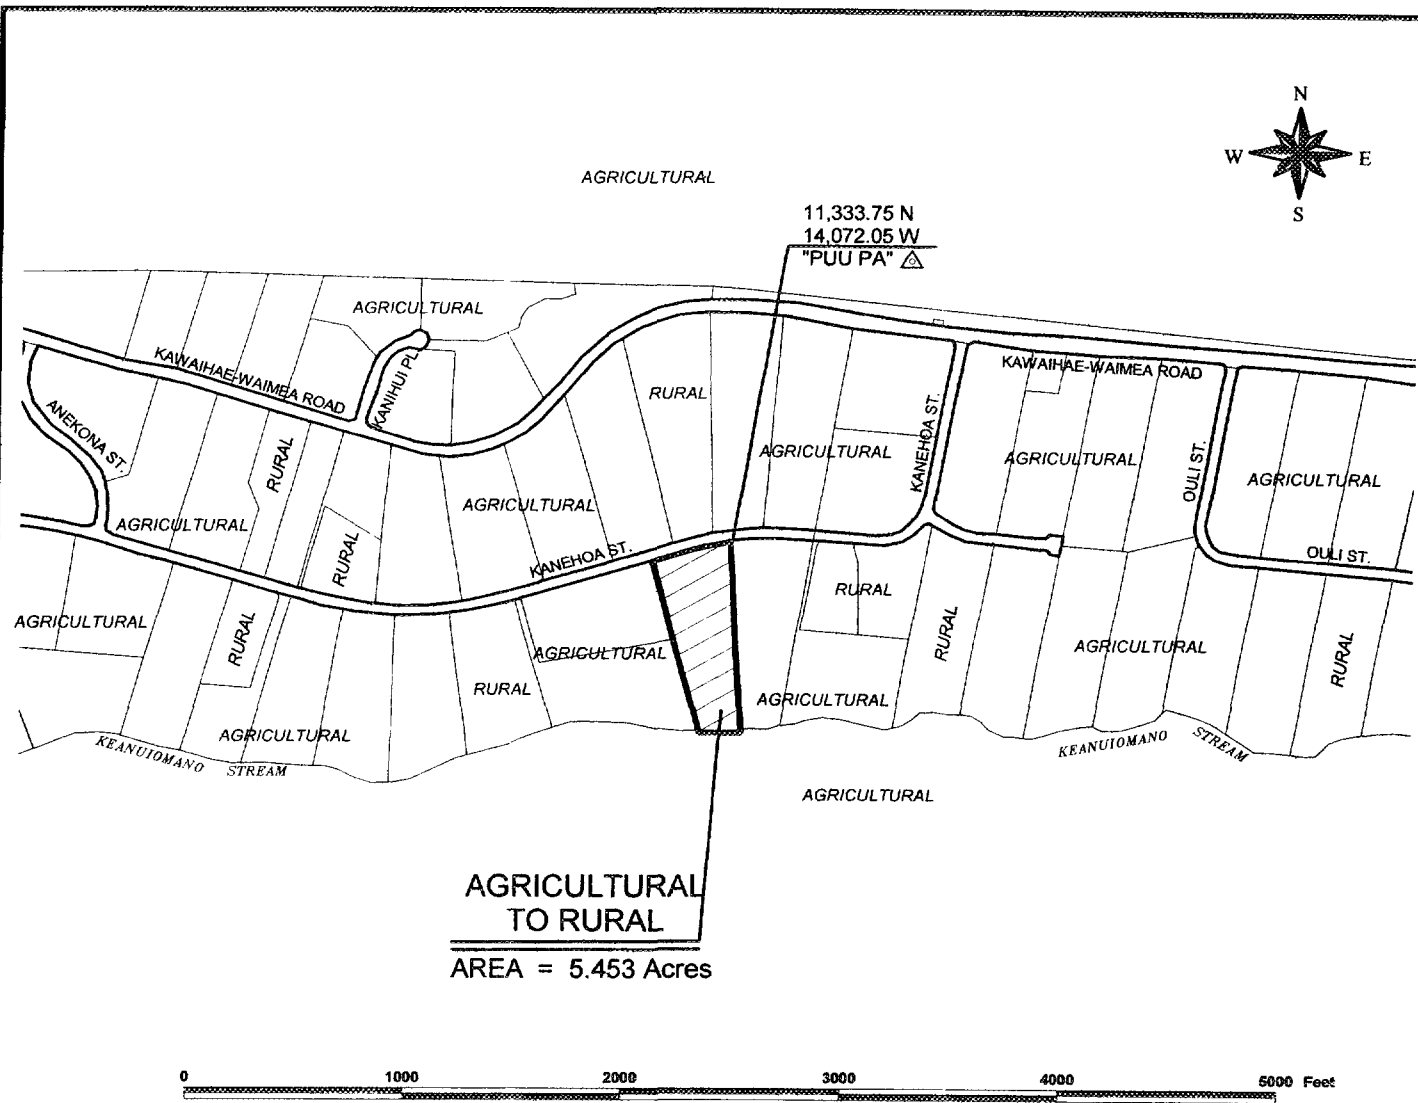 N
W E
S
AGRICULTURAL
11,333.75 N
14,072.05 W
"PUU PA"
AGRICULTURAL
KAWAIHAE-WAIMEA ROAD
KANIHUI PL.
KAWAIHAE-WAIMEA ROAD
RURAL
ANEKONA ST.
RURAL
AGRICULTURAL
KANEHOA ST.
AGRICULTURAL
OULI ST.
AGRICULTURAL
AGRICULTURAL
AGRICULTURAL
RURAL
KANEHOA ST.
OULI ST.
RURAL
AGRICULTURAL
RURAL
RURAL
AGRICULTURAL
RURAL
AGRICULTURAL
RURAL
AGRICULTURAL
AGRICULTURAL
KEANUIOMANO STREAM
KEANUIOMANO STREAM
AGRICULTURAL
AGRICULTURAL
TO RURAL
AREA = 5.453 Acres
0 1000 2000 3000 4000 5000 Feet